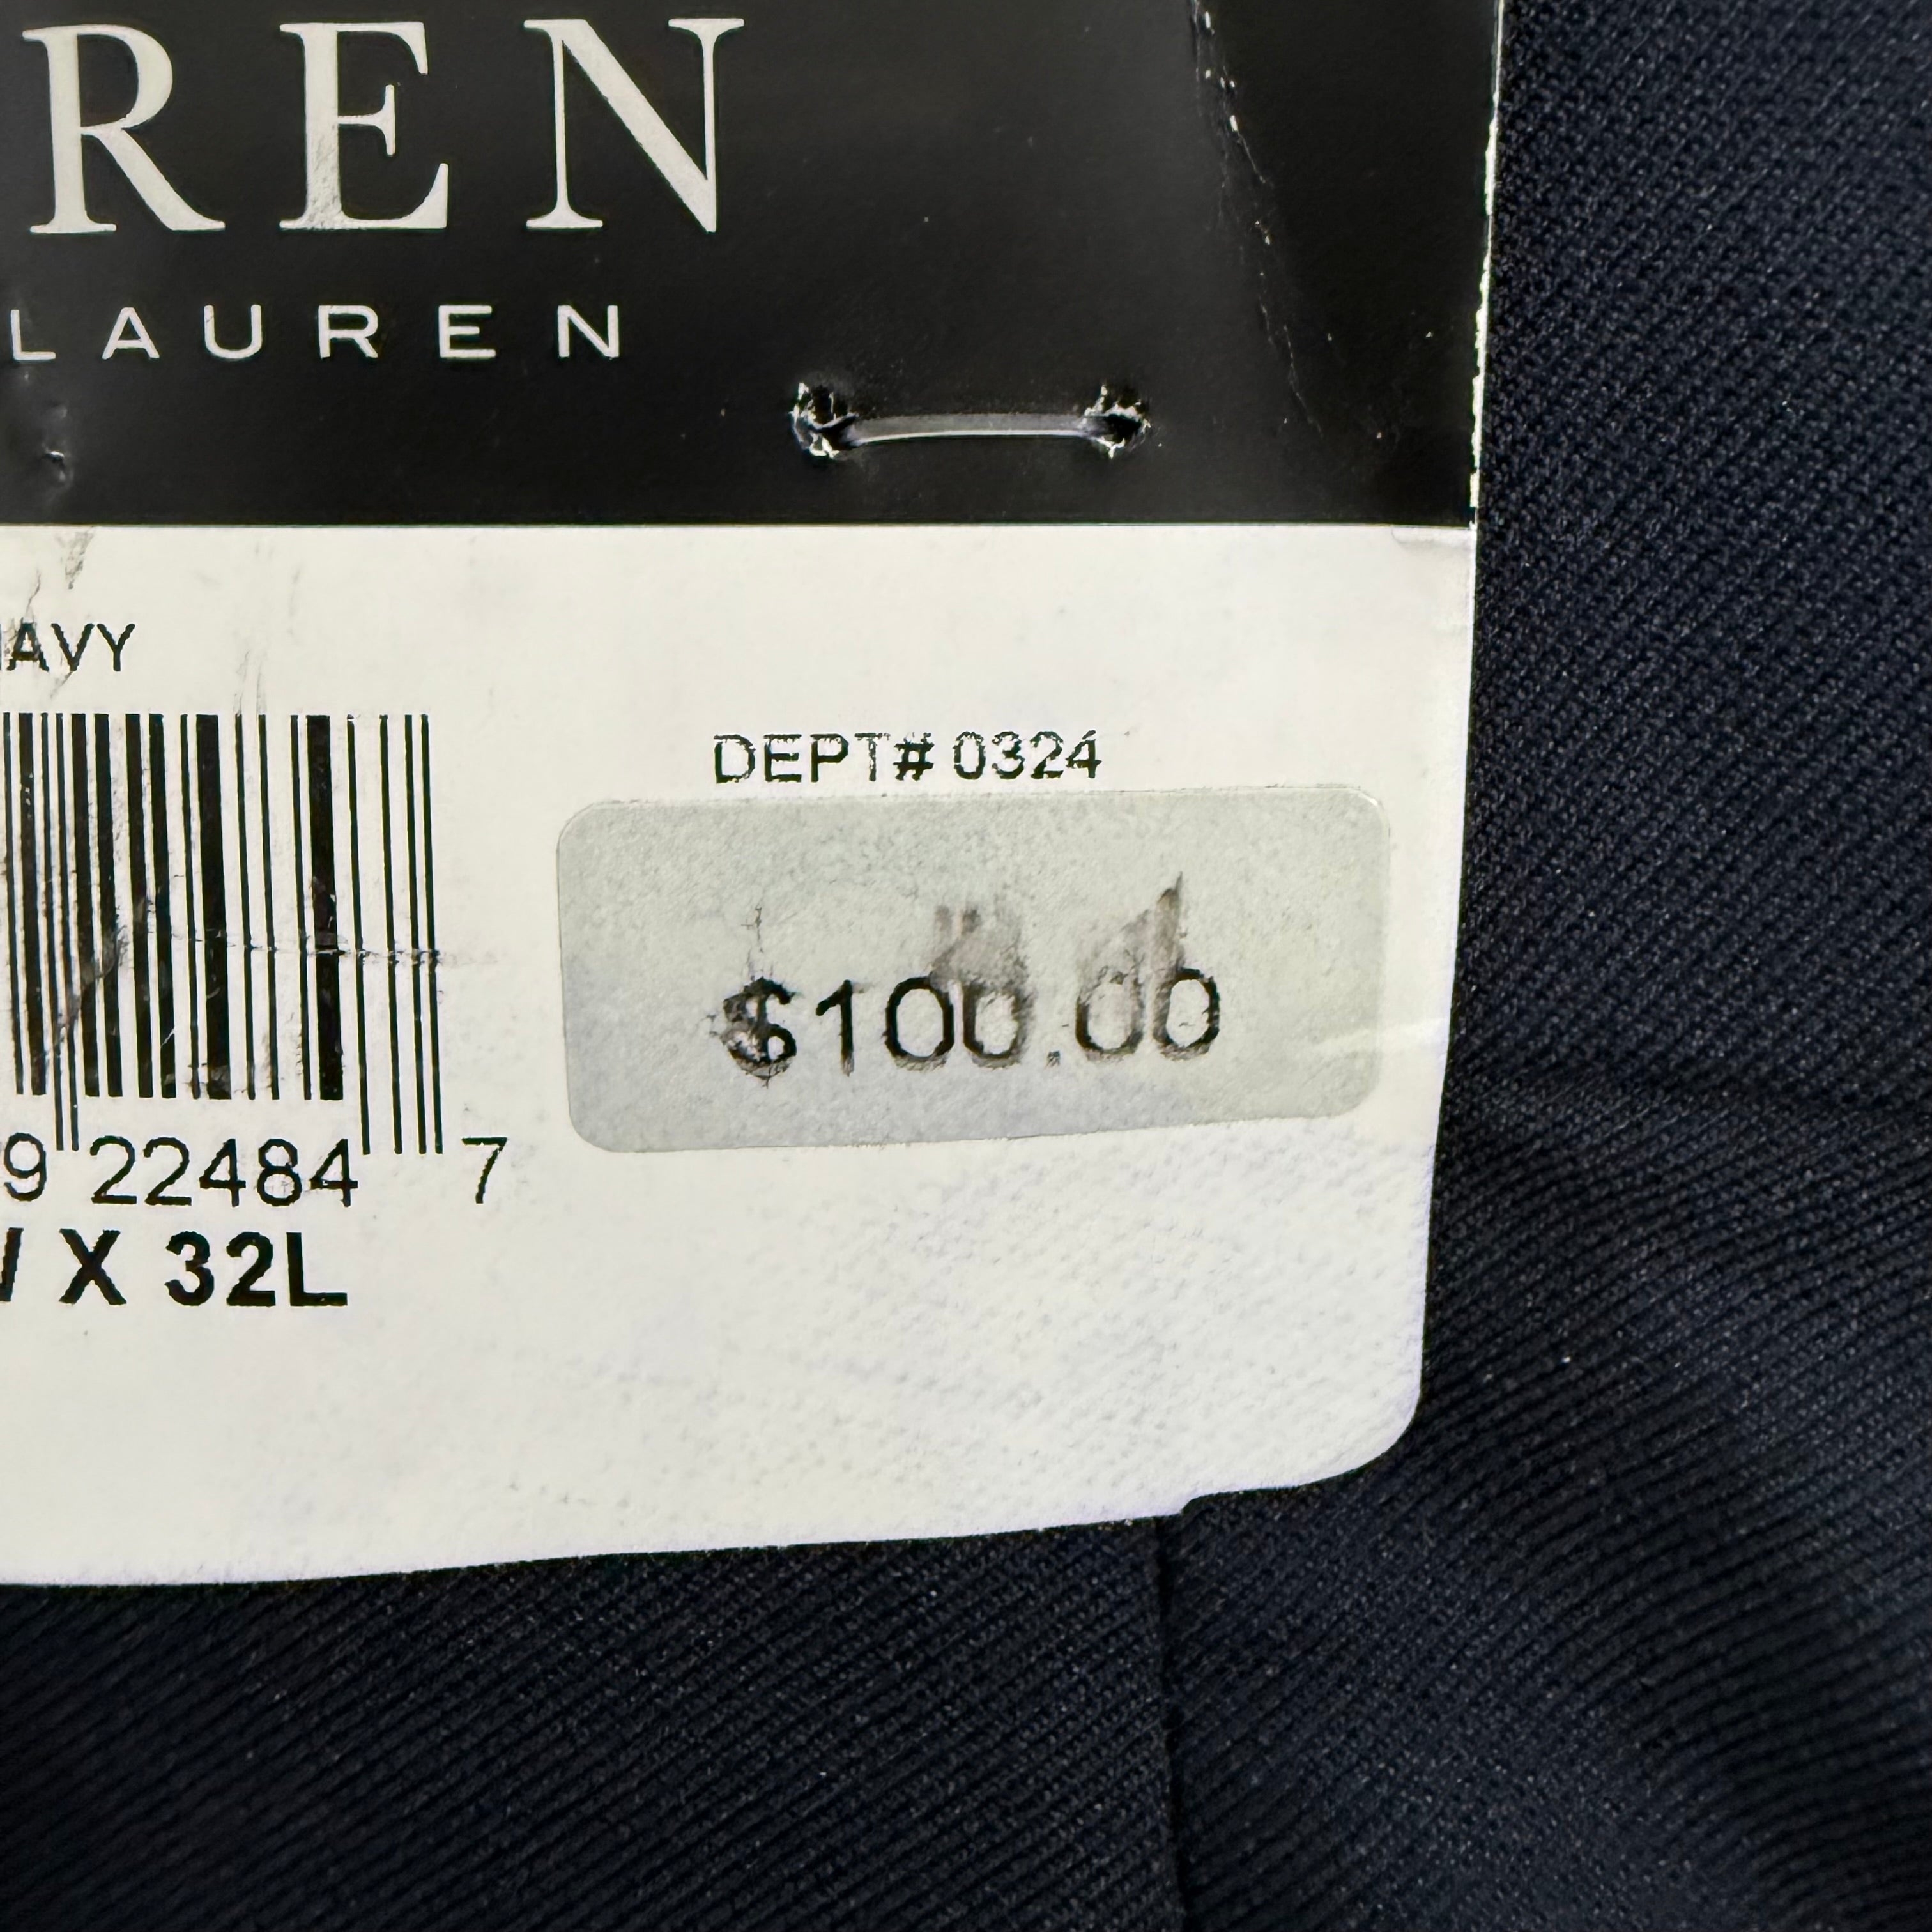 REN
LAUREN
AVY
DEPT# 0324
$100.00
9 22484 7
X 32L